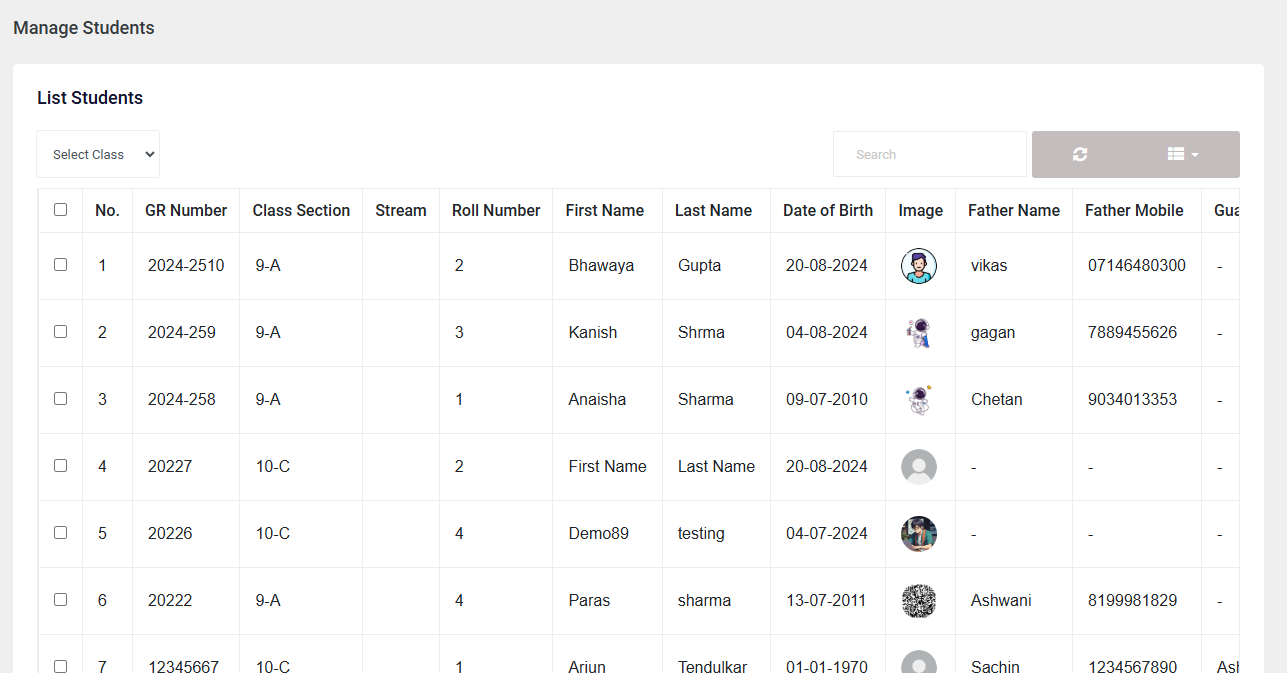 Manage Students
List Students
Select Class Search
No. GR Number Class Section Stream Roll Number First Name Last Name Date of Birth Image Father Name Father Mobile Gua
1 2024-2510 9-A 2 Bhawaya Gupta 20-08-2024 vikas 07146480300 -
2 2024-259 9-A 3 Kanish Shrma 04-08-2024 gagan 7889455626 -
3 2024-258 9-A 1 Anaisha Sharma 09-07-2010 Chetan 9034013353 -
4 20227 10-C 2 First Name Last Name 20-08-2024 - - -
5 20226 10-C 4 Demo89 testing 04-07-2024 - - -
6 20222 9-A 4 Paras sharma 13-07-2011 Ashwani 8199981829 -
7 12345667 10-C 1 Arjun Tendulkar 01-01-1970 Sachin 1234567890 Ash